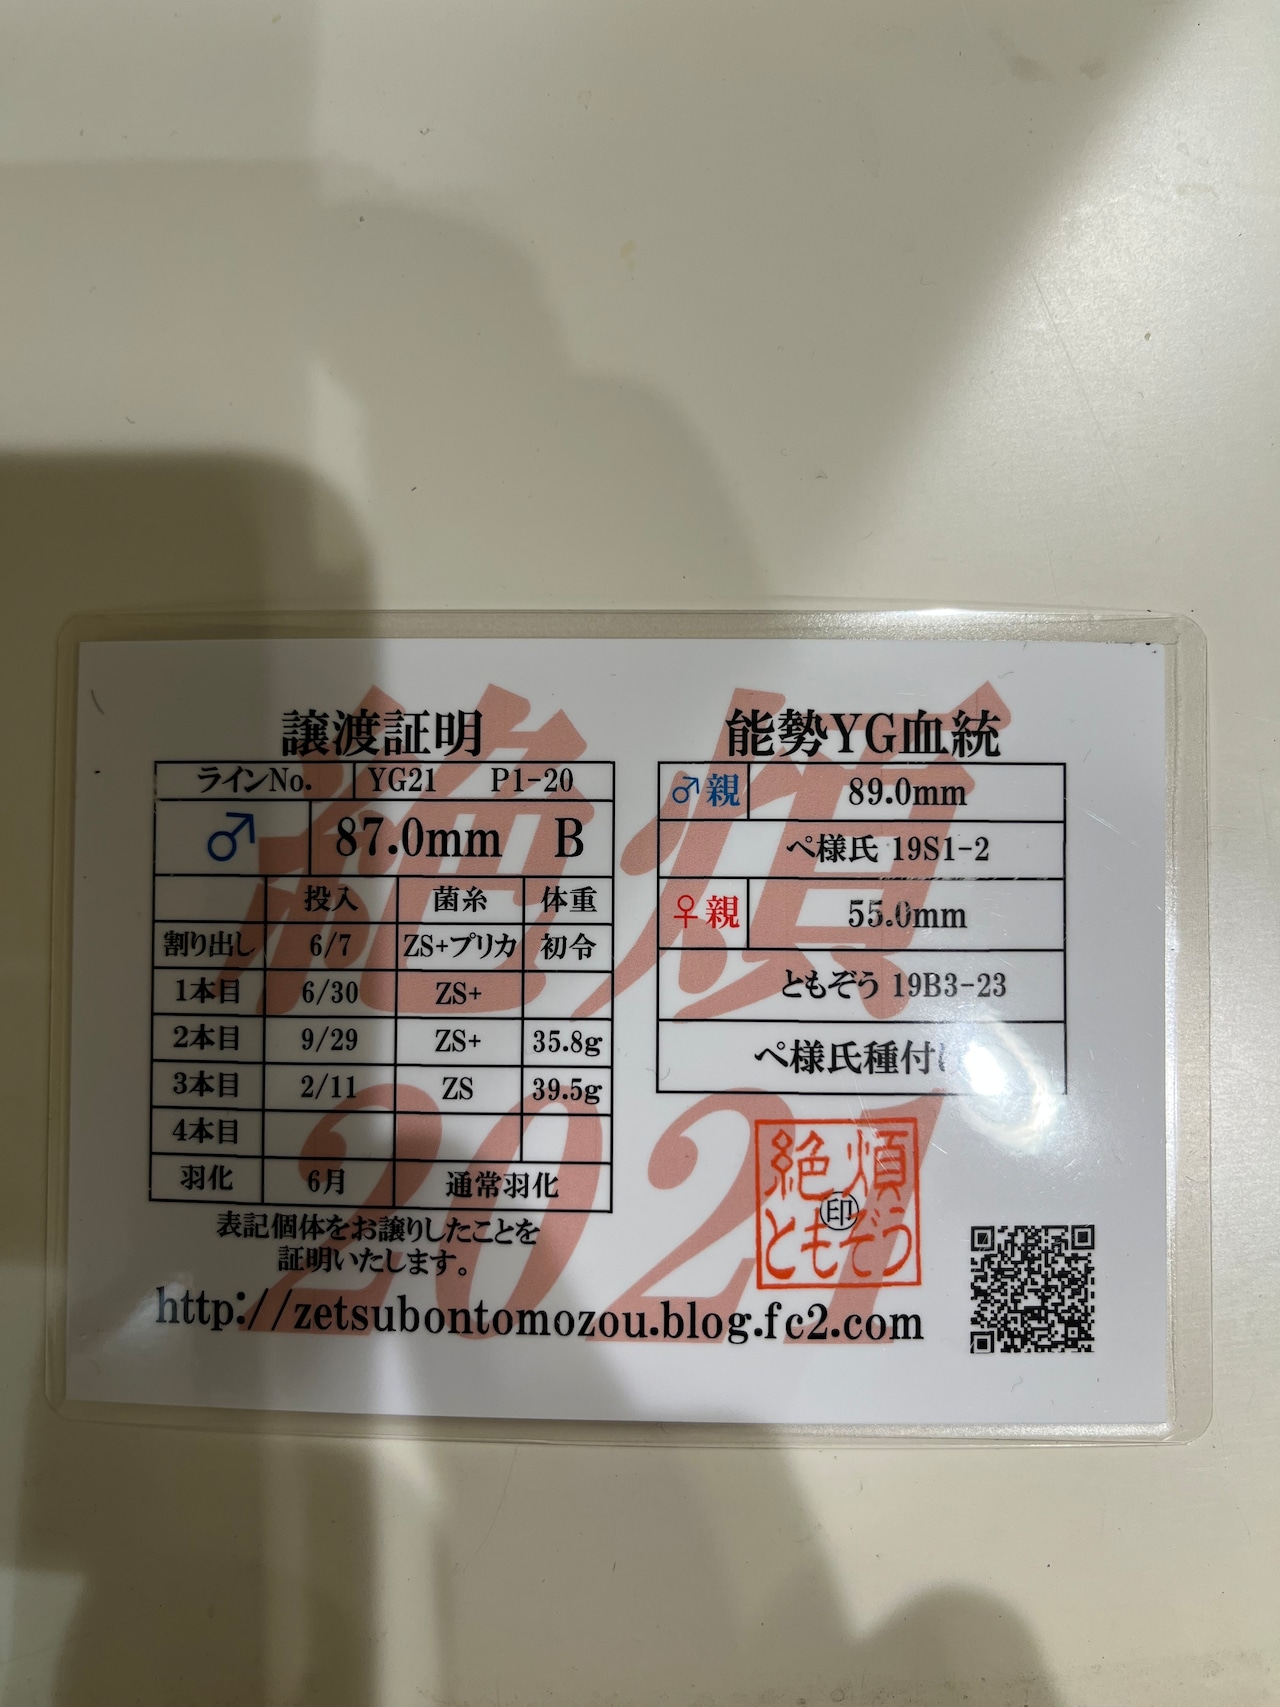 譲渡証明
ラインNo. YG21 P1-20
♂ 87.0mm B
投入 菌糸 体重
割り出し 6/7 ZS+プリカ 初令
1本目 6/30 ZS+
2本目 9/29 ZS+ 35.8g
3本目 2/11 ZS 39.5g
4本目
羽化 6月 通常羽化
表記個体をお譲りしたことを
証明いたします。
能勢YG血統
♂親 89.0mm
ぺ様氏 19S1-2
♀親 55.0mm
ともぞう 19B3-23
ぺ様氏種付け
絶煩
印
ともぞう
http://zetsubontomozou.blog.fc2.com
絶煩
2021